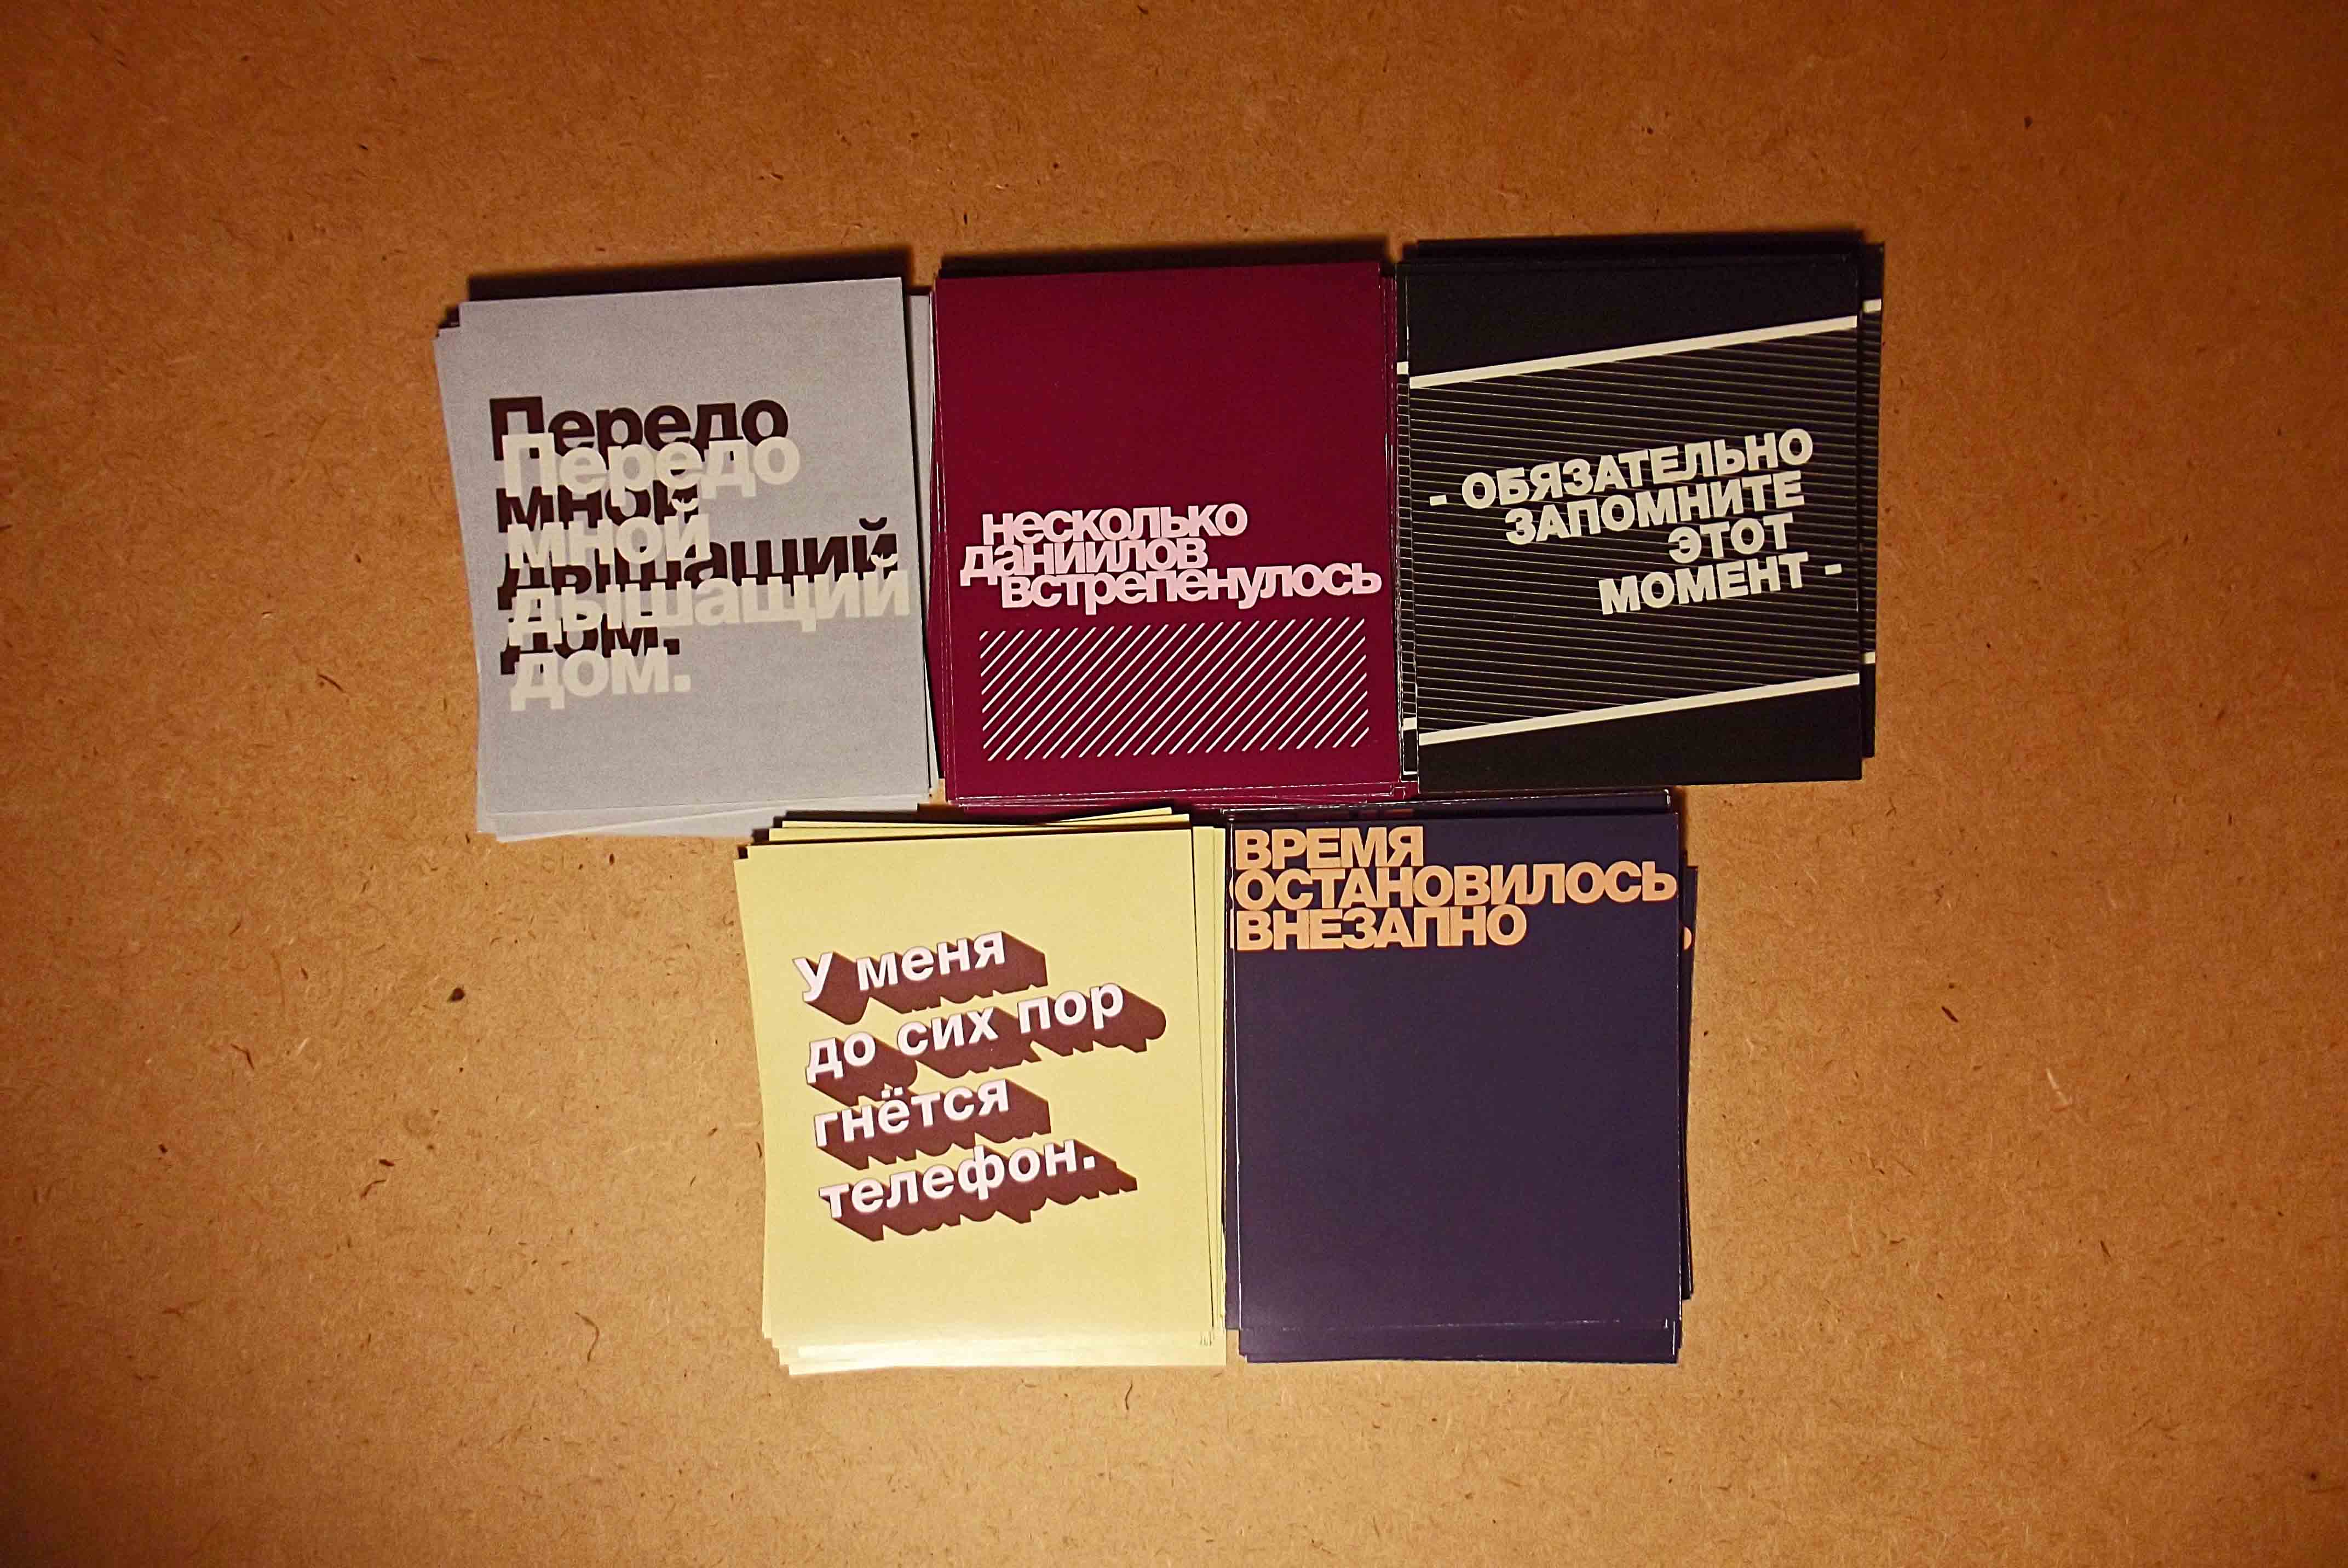 Передо
Передо
мной
мной
дышащий
дышащий
дом.
дом.
несколько
даниилов
встрепенулось
- ОБЯЗАТЕЛЬНО
ЗАПОМНИТЕ
ЭТОТ
МОМЕНТ -
У меня
до сих пор
гнётся
телефон.
ВРЕМЯ
ОСТАНОВИЛОСЬ
ВНЕЗАПНО